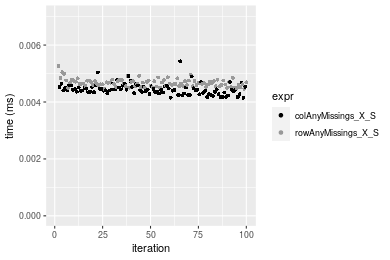 0.006
0.004
0.002
0.000
time (ms)
0
25
50
75
100
iteration
expr
colAnyMissings_X_S
rowAnyMissings_X_S